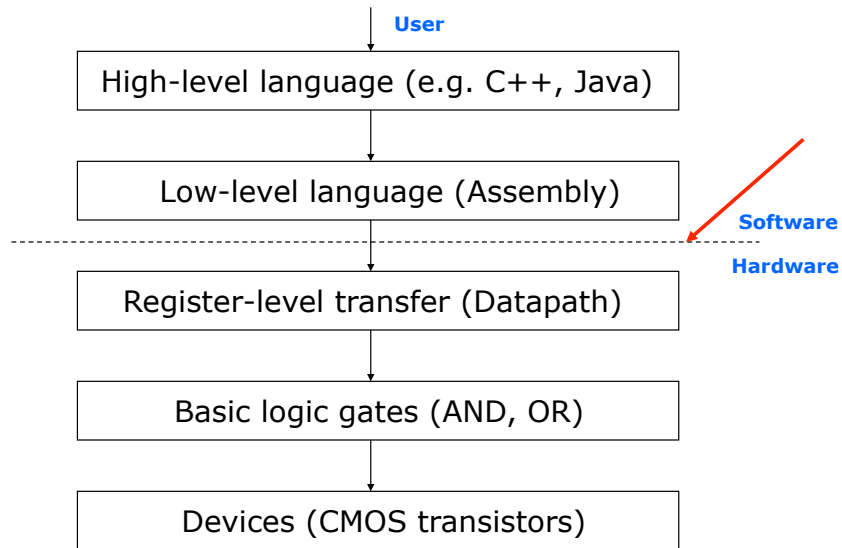 User
High-level language (e.g. C++, Java)
Low-level language (Assembly)
Software
Hardware
Register-level transfer (Datapath)
Basic logic gates (AND, OR)
Devices (CMOS transistors)